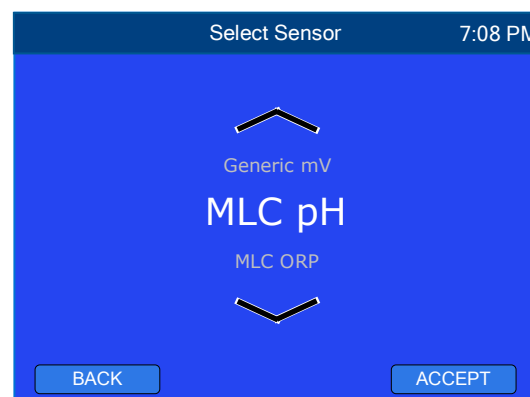 Select Sensor 7:08 PM
Generic mV
MLC pH
MLC ORP
BACK ACCEPT